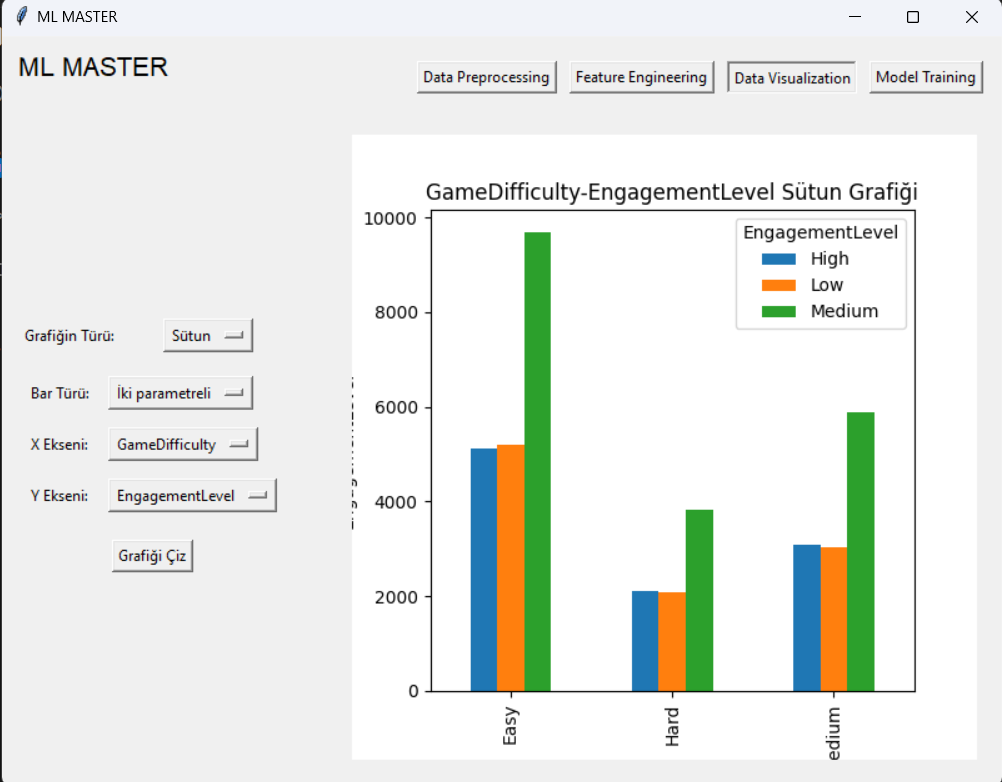 ML MASTER
ML MASTER
Data Preprocessing
Feature Engineering
Data Visualization
Model Training
Grafiğin Türü:
Sütun
Bar Türü:
İki parametreli
X Ekseni:
GameDifficulty
Y Ekseni:
EngagementLevel
Grafiği Çiz
GameDifficulty-EngagementLevel Sütun Grafiği
EngagementLevel
High
Low
Medium
10000
8000
6000
4000
2000
0
Easy
Hard
edium